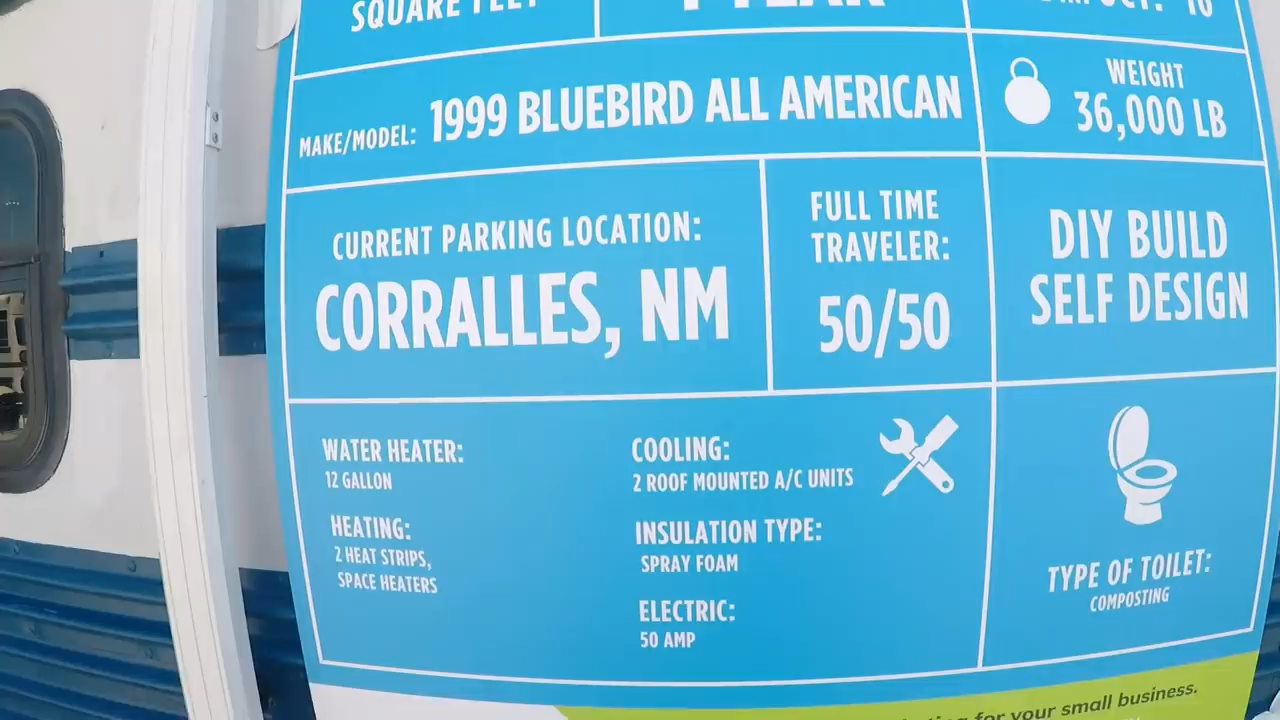 SQUARE FEET
1 YEAR
MAKE/MODEL: 1999 BLUEBIRD ALL AMERICAN
WEIGHT
36,000 LB
CURRENT PARKING LOCATION:
CORRALLES, NM
FULL TIME
TRAVELER:
50/50
DIY BUILD
SELF DESIGN
WATER HEATER:
12 GALLON
HEATING:
2 HEAT STRIPS,
SPACE HEATERS
COOLING:
2 ROOF MOUNTED A/C UNITS
INSULATION TYPE:
SPRAY FOAM
ELECTRIC:
50 AMP
TYPE OF TOILET:
COMPOSTING
for your small business.